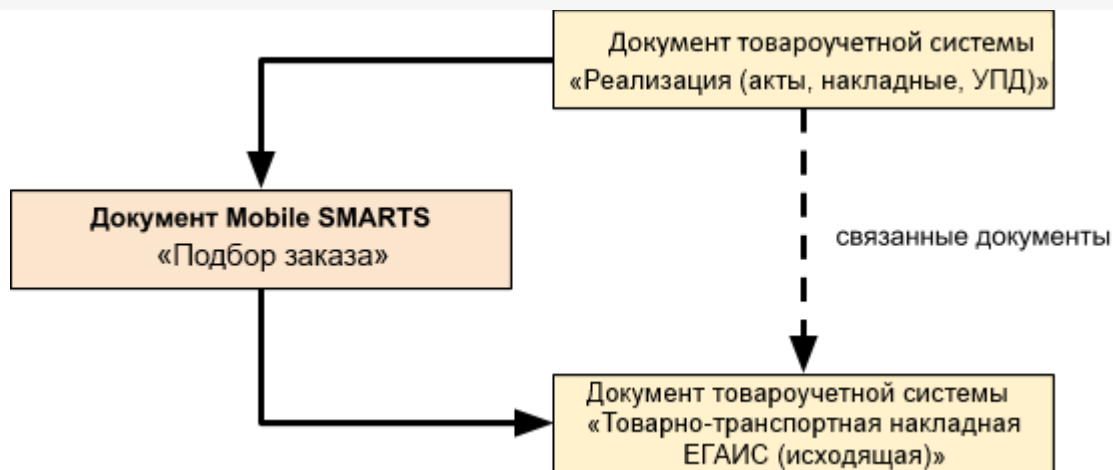 Документ товароучетной системы
«Реализация (акты, накладные, УПД)»
Документ Mobile SMARTS
«Подбор заказа»
связанные документы
Документ товароучетной системы
«Товарно-транспортная накладная
ЕГАИС (исходящая)»